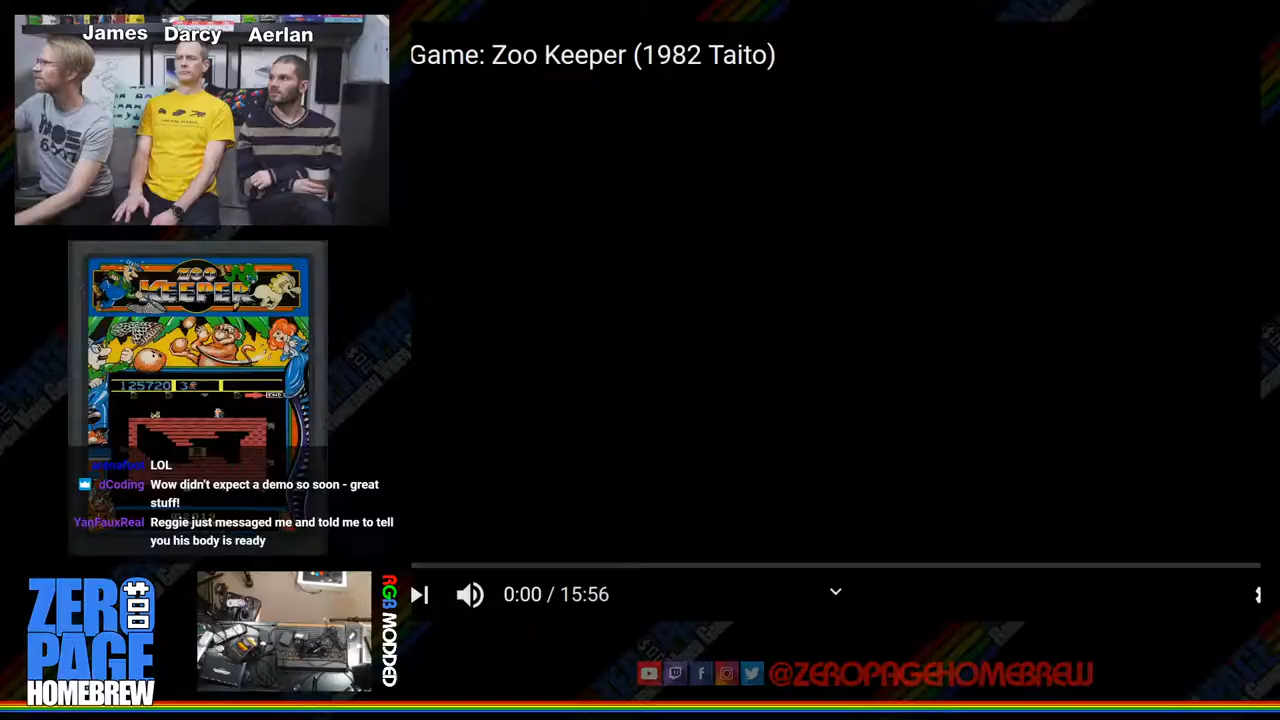 James Darcy Aerlan
Game: Zoo Keeper (1982 Taito)
ZOO
KEEPER
125720 3
END
LOL
dCoding Wow didn't expect a demo so soon - great
stuff!
YanFauxReal Reggie just messaged me and told me to tell
you his body is ready
0:00 / 15:56
ZERO
PAGE
HOMEBREW
RGB MODDED
@ZEROPAGEHOMEBREW